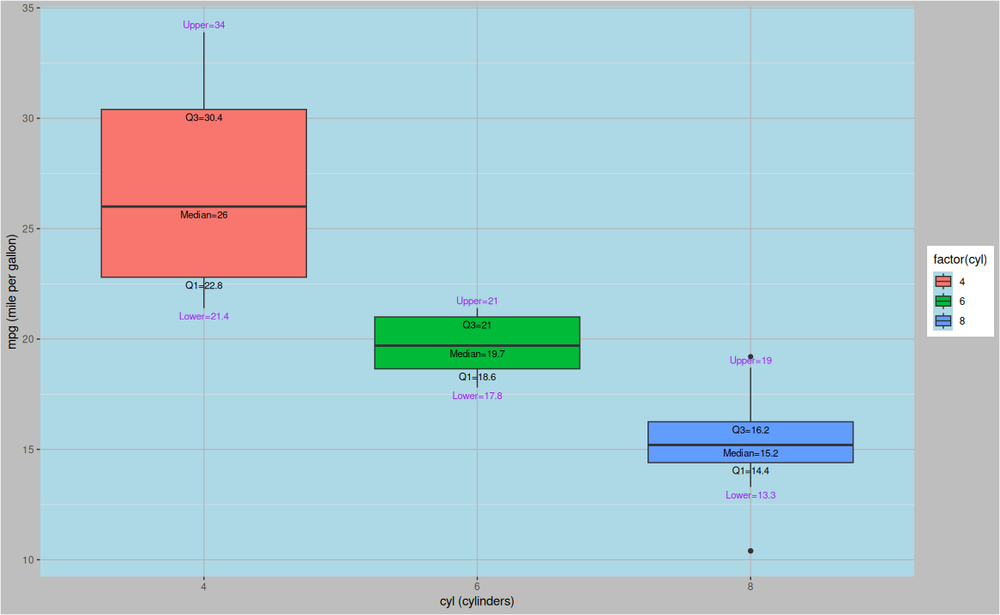 35
30
25
20
15
10
mpg (mile per gallon)
Upper=34
Q3=30.4
Median=26
Q1=22.8
Lower=21.4
Upper=21
Q3=21
Median=19.7
Q1=18.6
Lower=17.8
Upper=19
Q3=16.2
Median=15.2
Q1=14.4
Lower=13.3
4
6
8
cyl (cylinders)
factor(cyl)
4
6
8